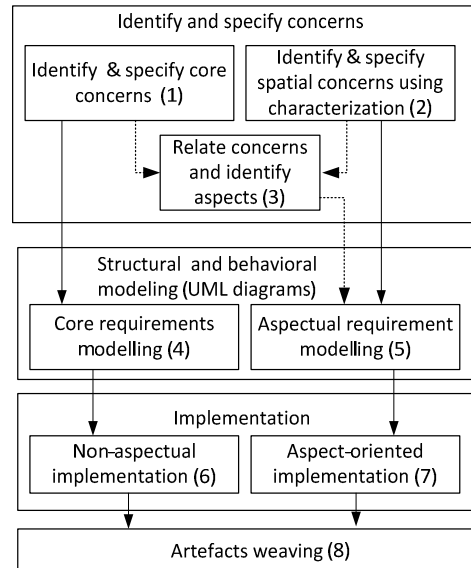 Identify and specify concerns
Identify & specify core
concerns (1)
Identify & specify
spatial concerns using
characterization (2)
Relate concerns
and identify
aspects (3)
Structural and behavioral
modeling (UML diagrams)
Core requirements
modelling (4)
Aspectual requirement
modelling (5)
Implementation
Non-aspectual
implementation (6)
Aspect-oriented
implementation (7)
Artefacts weaving (8)